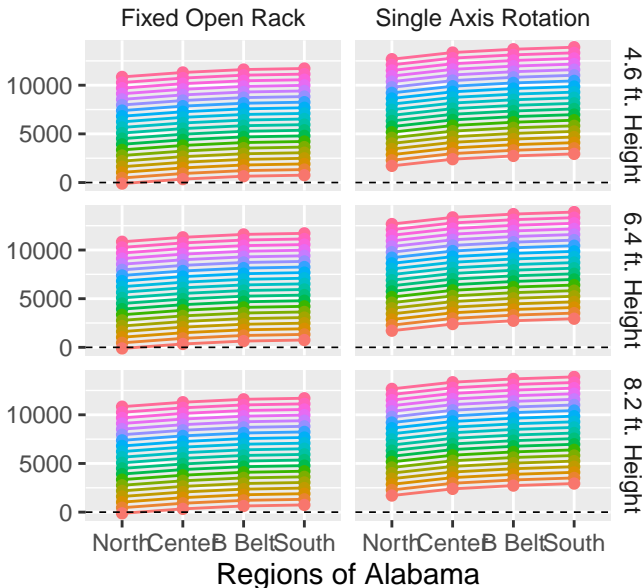 Fixed Open Rack Single Axis Rotation
10000
5000
0
4.6 ft. Height
10000
5000
0
6.4 ft. Height
10000
5000
0
8.2 ft. Height
North Center B Belt South North Center B Belt South
Regions of Alabama